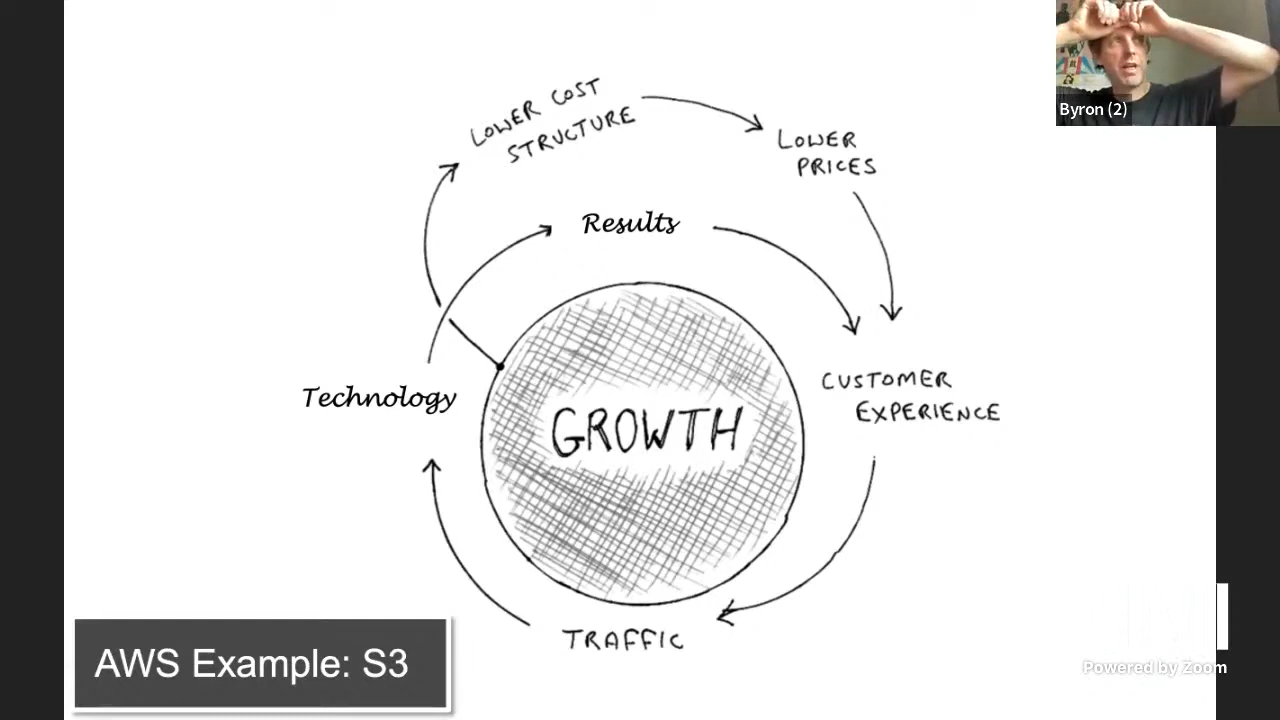 Byron (2)
LOWER COST
STRUCTURE
LOWER
PRICES
Results
CUSTOMER
EXPERIENCE
Technology
GROWTH
TRAFFIC
AWS Example: S3
Powered by Zoom